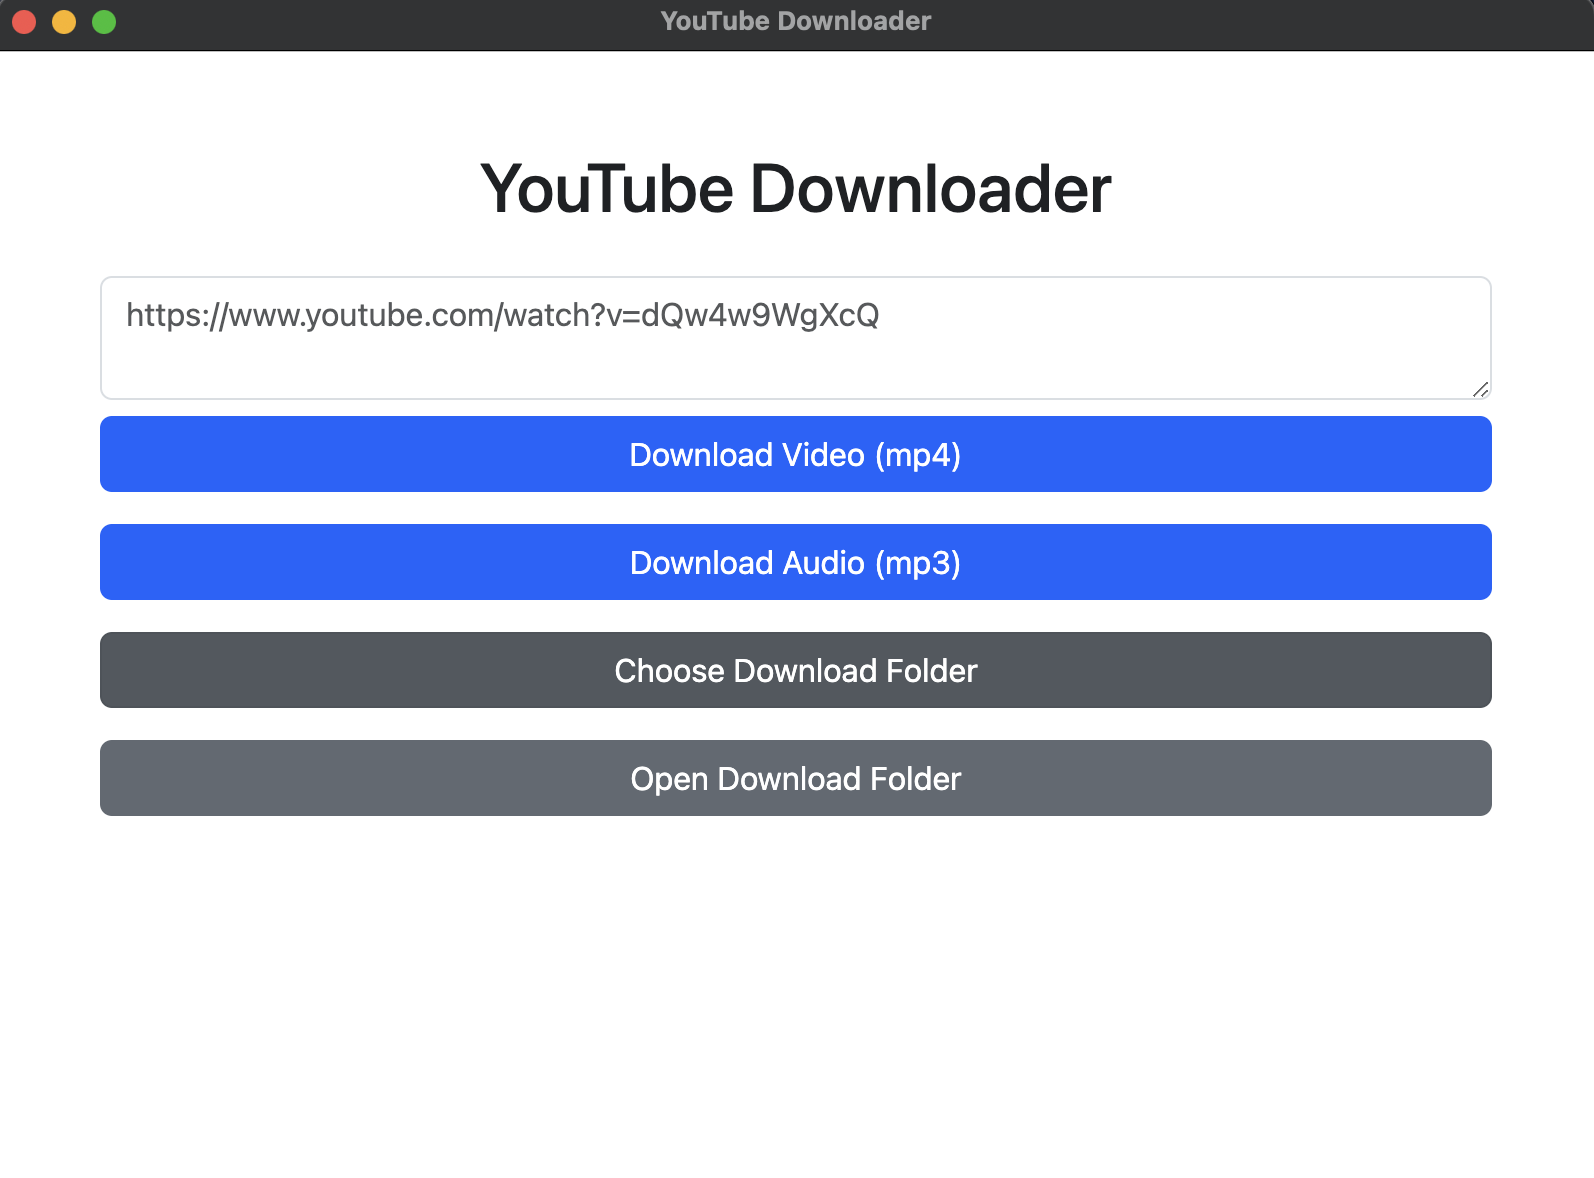 YouTube Downloader
YouTube Downloader
https://www.youtube.com/watch?v=dQw4w9WgXcQ
Download Video (mp4)
Download Audio (mp3)
Choose Download Folder
Open Download Folder